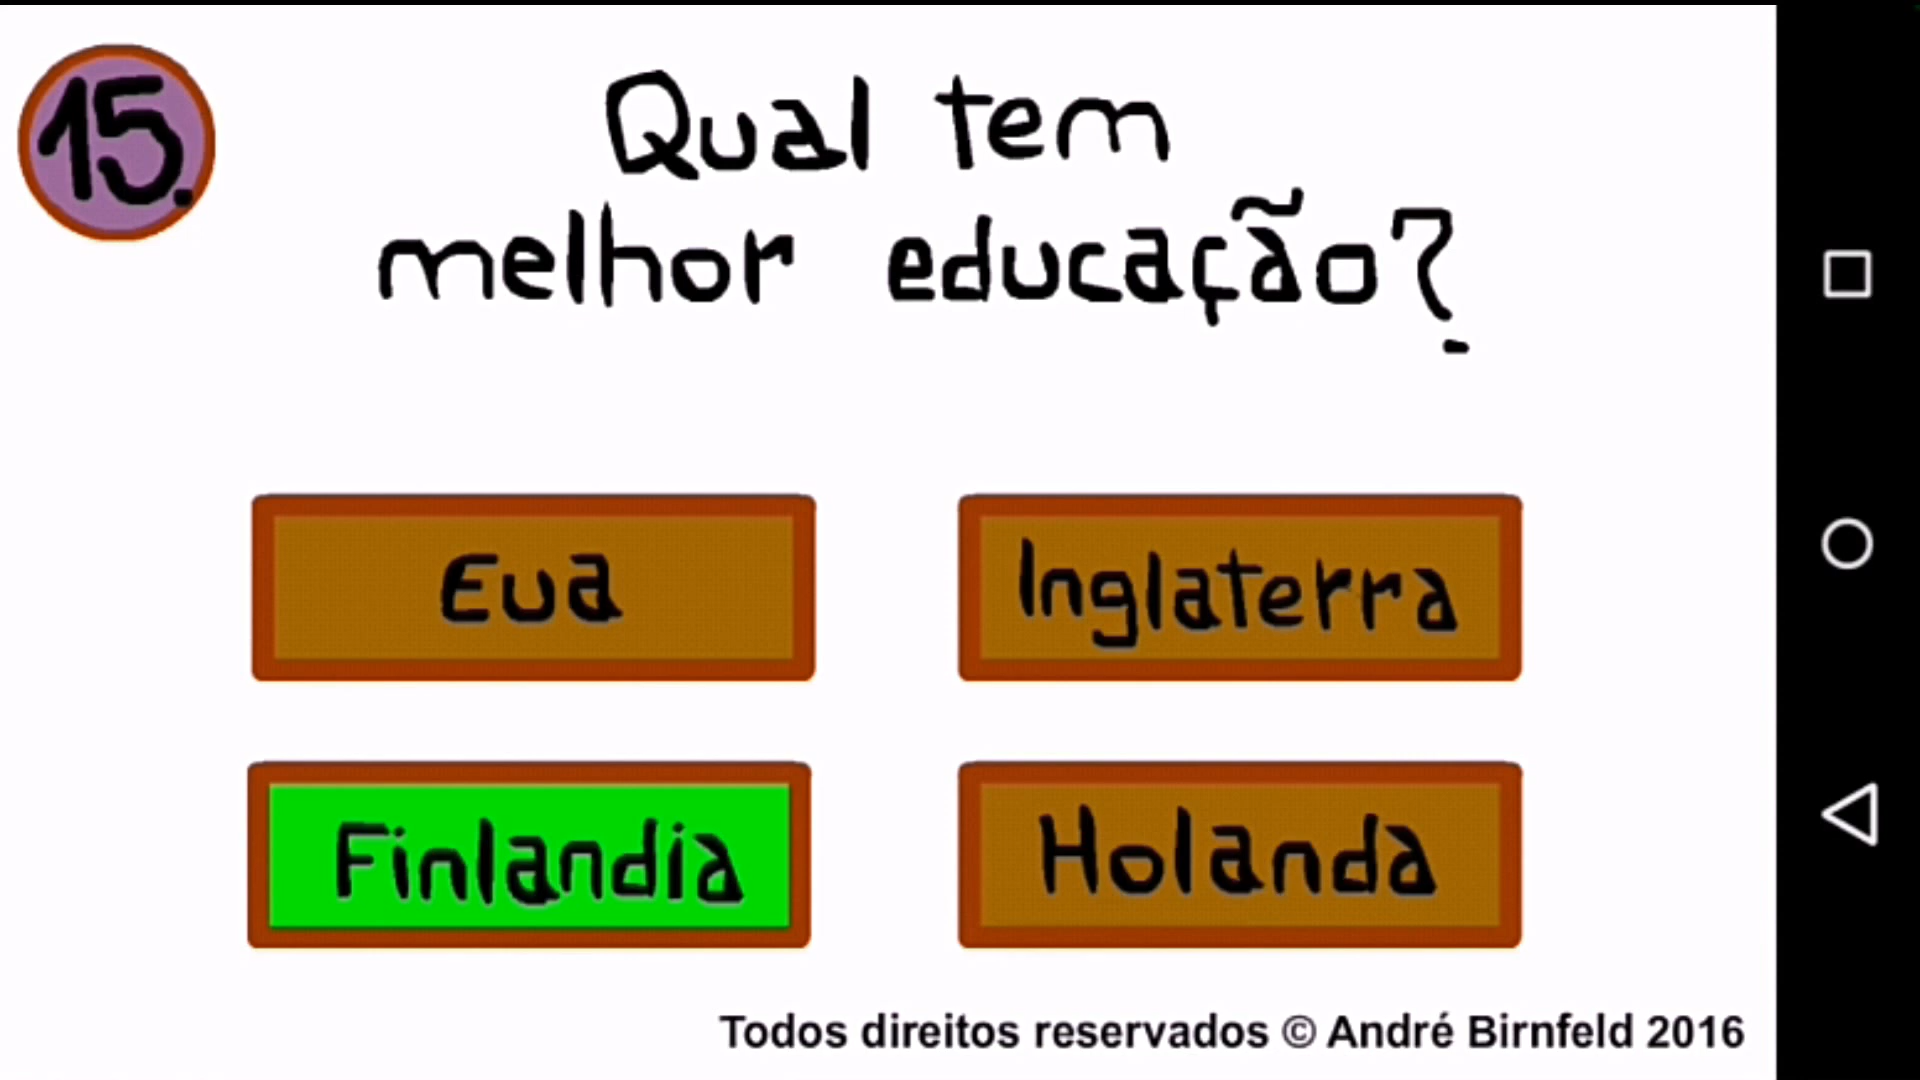 15.
Qual tem
melhor educação?
Eua
Inglaterra
Finlandia
Holanda
Todos direitos reservados © André Birnfeld 2016